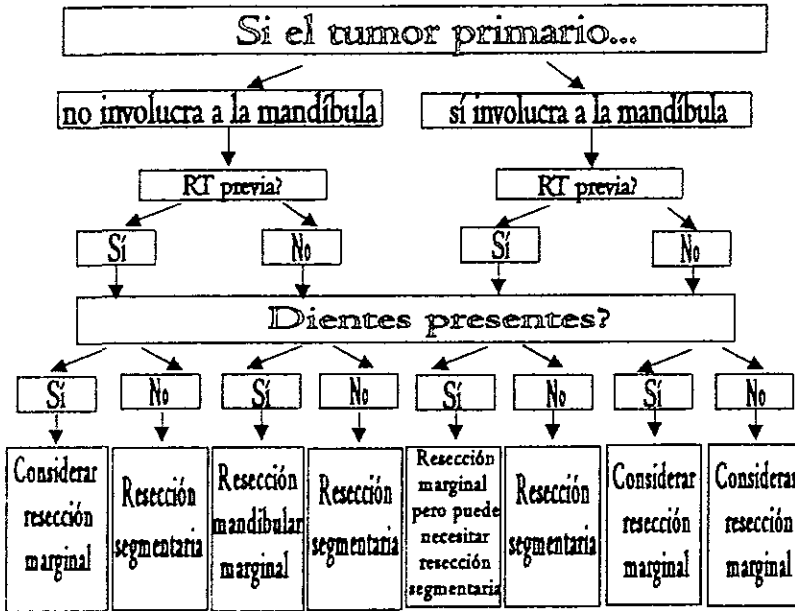 Si el tumor primario...
no involucra a la mandíbula
sí involucra a la mandíbula
RT previa?
RT previa?
Sí
No
Sí
No
Dientes presentes?
Sí
No
Sí
No
Sí
No
Sí
No
Considerar
resección
marginal
Resección
segmentaria
Resección
mandibular
marginal
Resección
segmentaria
Resección
marginal
pero puede
necesitar
resección
segmentaria
Resección
segmentaria
Considerar
resección
marginal
Considerar
resección
marginal